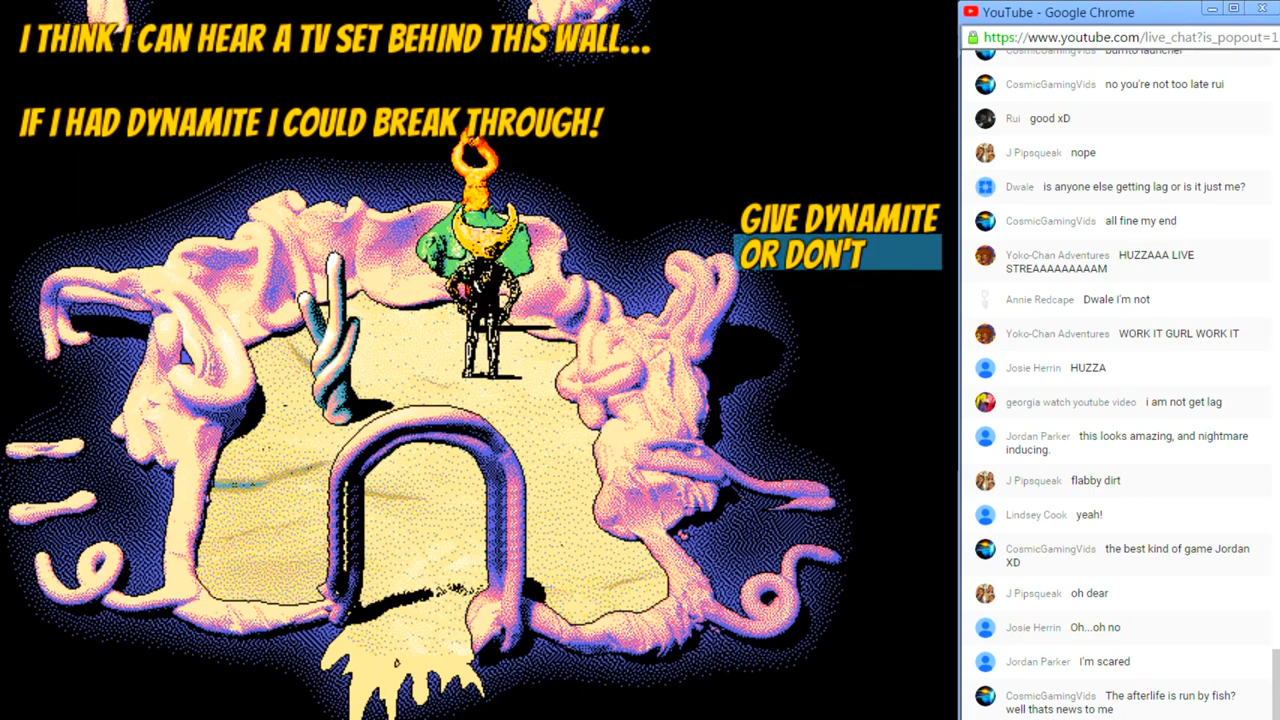 I THINK I CAN HEAR A TV SET BEHIND THIS WALL...
IF I HAD DYNAMITE I COULD BREAK THROUGH!
GIVE DYNAMITE
OR DON'T
YouTube - Google Chrome
https://www.youtube.com/live_chat?is_popout=1
CosmicGamingVids burrito launcher
CosmicGamingVids no you're not too late rui
Rui good xD
J Pipsqueak nope
Dwale is anyone else getting lag or is it just me?
CosmicGamingVids all fine my end
Yoko-Chan Adventures HUZZAAA LIVE
STREAAAAAAAAAM
Annie Redcape Dwale I'm not
Yoko-Chan Adventures WORK IT GURL WORK IT
Josie Herrin HUZZA
georgia watch youtube video i am not get lag
Jordan Parker this looks amazing, and nightmare
inducing.
J Pipsqueak flabby dirt
Lindsey Cook yeah!
CosmicGamingVids the best kind of game Jordan
XD
J Pipsqueak oh dear
Josie Herrin Oh...oh no
Jordan Parker I'm scared
CosmicGamingVids The afterlife is run by fish?
well thats news to me